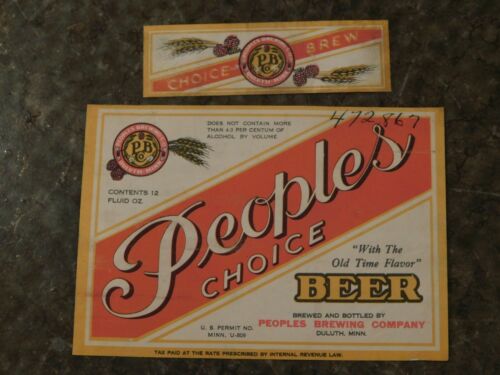 CHOICE BREW
P.B.
Co
DOES NOT CONTAIN MORE
THAN 4.0 PER CENTUM OF
ALCOHOL BY VOLUME
472867
P.B.
Co
CONTENTS 12
FLUID OZ.
Peoples
CHOICE
"With The
Old Time Flavor"
BEER
BREWED AND BOTTLED BY
PEOPLES BREWING COMPANY
DULUTH, MINN.
U. S. PERMIT NO.
MINN. U-809
TAX PAID AT THE RATE PRESCRIBED BY INTERNAL REVENUE LAW.